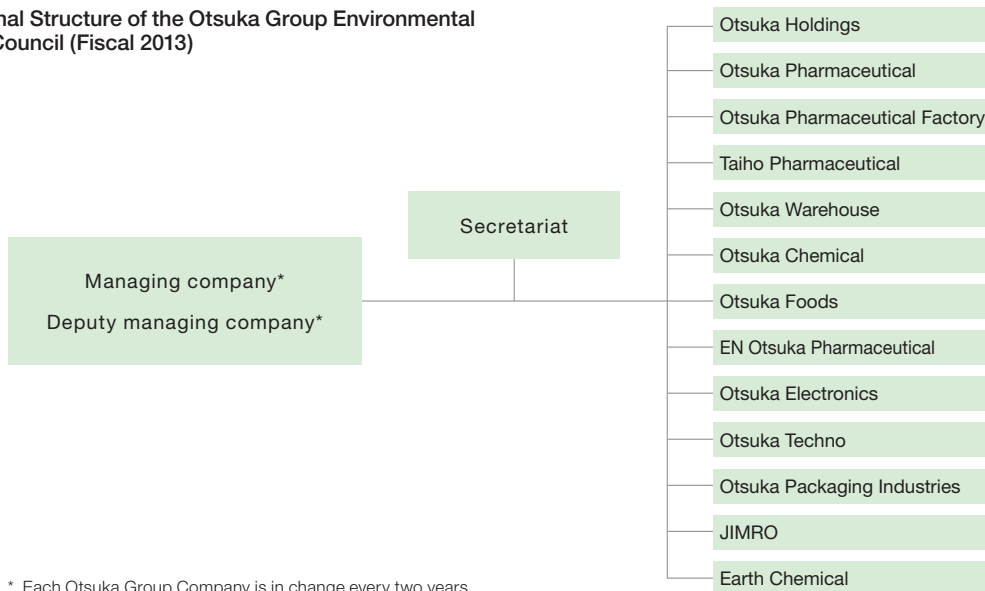 nal Structure of the Otsuka Group Environmental
Council (Fiscal 2013)
Otsuka Holdings
Otsuka Pharmaceutical
Otsuka Pharmaceutical Factory
Taiho Pharmaceutical
Otsuka Warehouse
Secretariat
Otsuka Chemical
Managing company*
Deputy managing company*
Otsuka Foods
EN Otsuka Pharmaceutical
Otsuka Electronics
Otsuka Techno
Otsuka Packaging Industries
JIMRO
Earth Chemical
* Each Otsuka Group Company is in change every two years